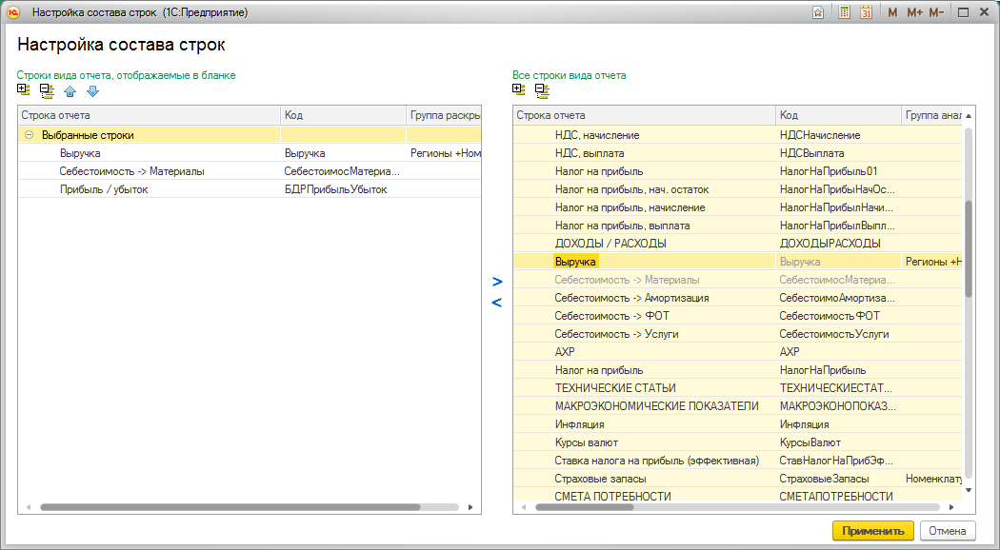 Настройка состава строк (1С:Предприятие)
31 M M+ M-
Настройка состава строк
Строки вида отчета, отображаемые в бланке
Строка отчета Код Группа раскры
Выбранные строки
Выручка Выручка Регионы +Ном
Себестоимость -> Материалы СебестоимосМатериа...
Прибыль / убыток БДРПрибыльУбыток
>
<
Все строки вида отчета
Строка отчета Код Группа анал
НДС, начисление НДСНачисление
НДС, выплата НДСВыплата
Налог на прибыль НалогНаПрибыль01
Налог на прибыль, нач. остаток НалогНаПрибыНачОс...
Налог на прибыль, начисление НалогНаПрибылНачи...
Налог на прибыль, выплата НалогНаПрибылВыпл...
ДОХОДЫ / РАСХОДЫ ДОХОДЫРАСХОДЫ
Выручка Выручка Регионы +Н
Себестоимость -> Материалы СебестоимосМатериа...
Себестоимость -> Амортизация СебестоимоАмортиза...
Себестоимость -> ФОТ СебестоимостьФОТ
Себестоимость -> Услуги СебестоимостьУслуги
АХР АХР
Налог на прибыль НалогНаПрибыль
ТЕХНИЧЕСКИЕ СТАТЬИ ТЕХНИЧЕСКИЕСТАТ...
МАКРОЭКОНОМИЧЕСКИЕ ПОКАЗАТЕЛИ МАКРОЭКОНОПОКАЗ...
Инфляция Инфляция
Курсы валют КурсыВалют
Ставка налога на прибыль (эффективная) СтавНалогНаПрибЭф...
Страховые запасы СтраховыеЗапасы Номенклату
СМЕТА ПОТРЕБНОСТИ СМЕТАПОТРЕБНОСТИ
Применить Отмена